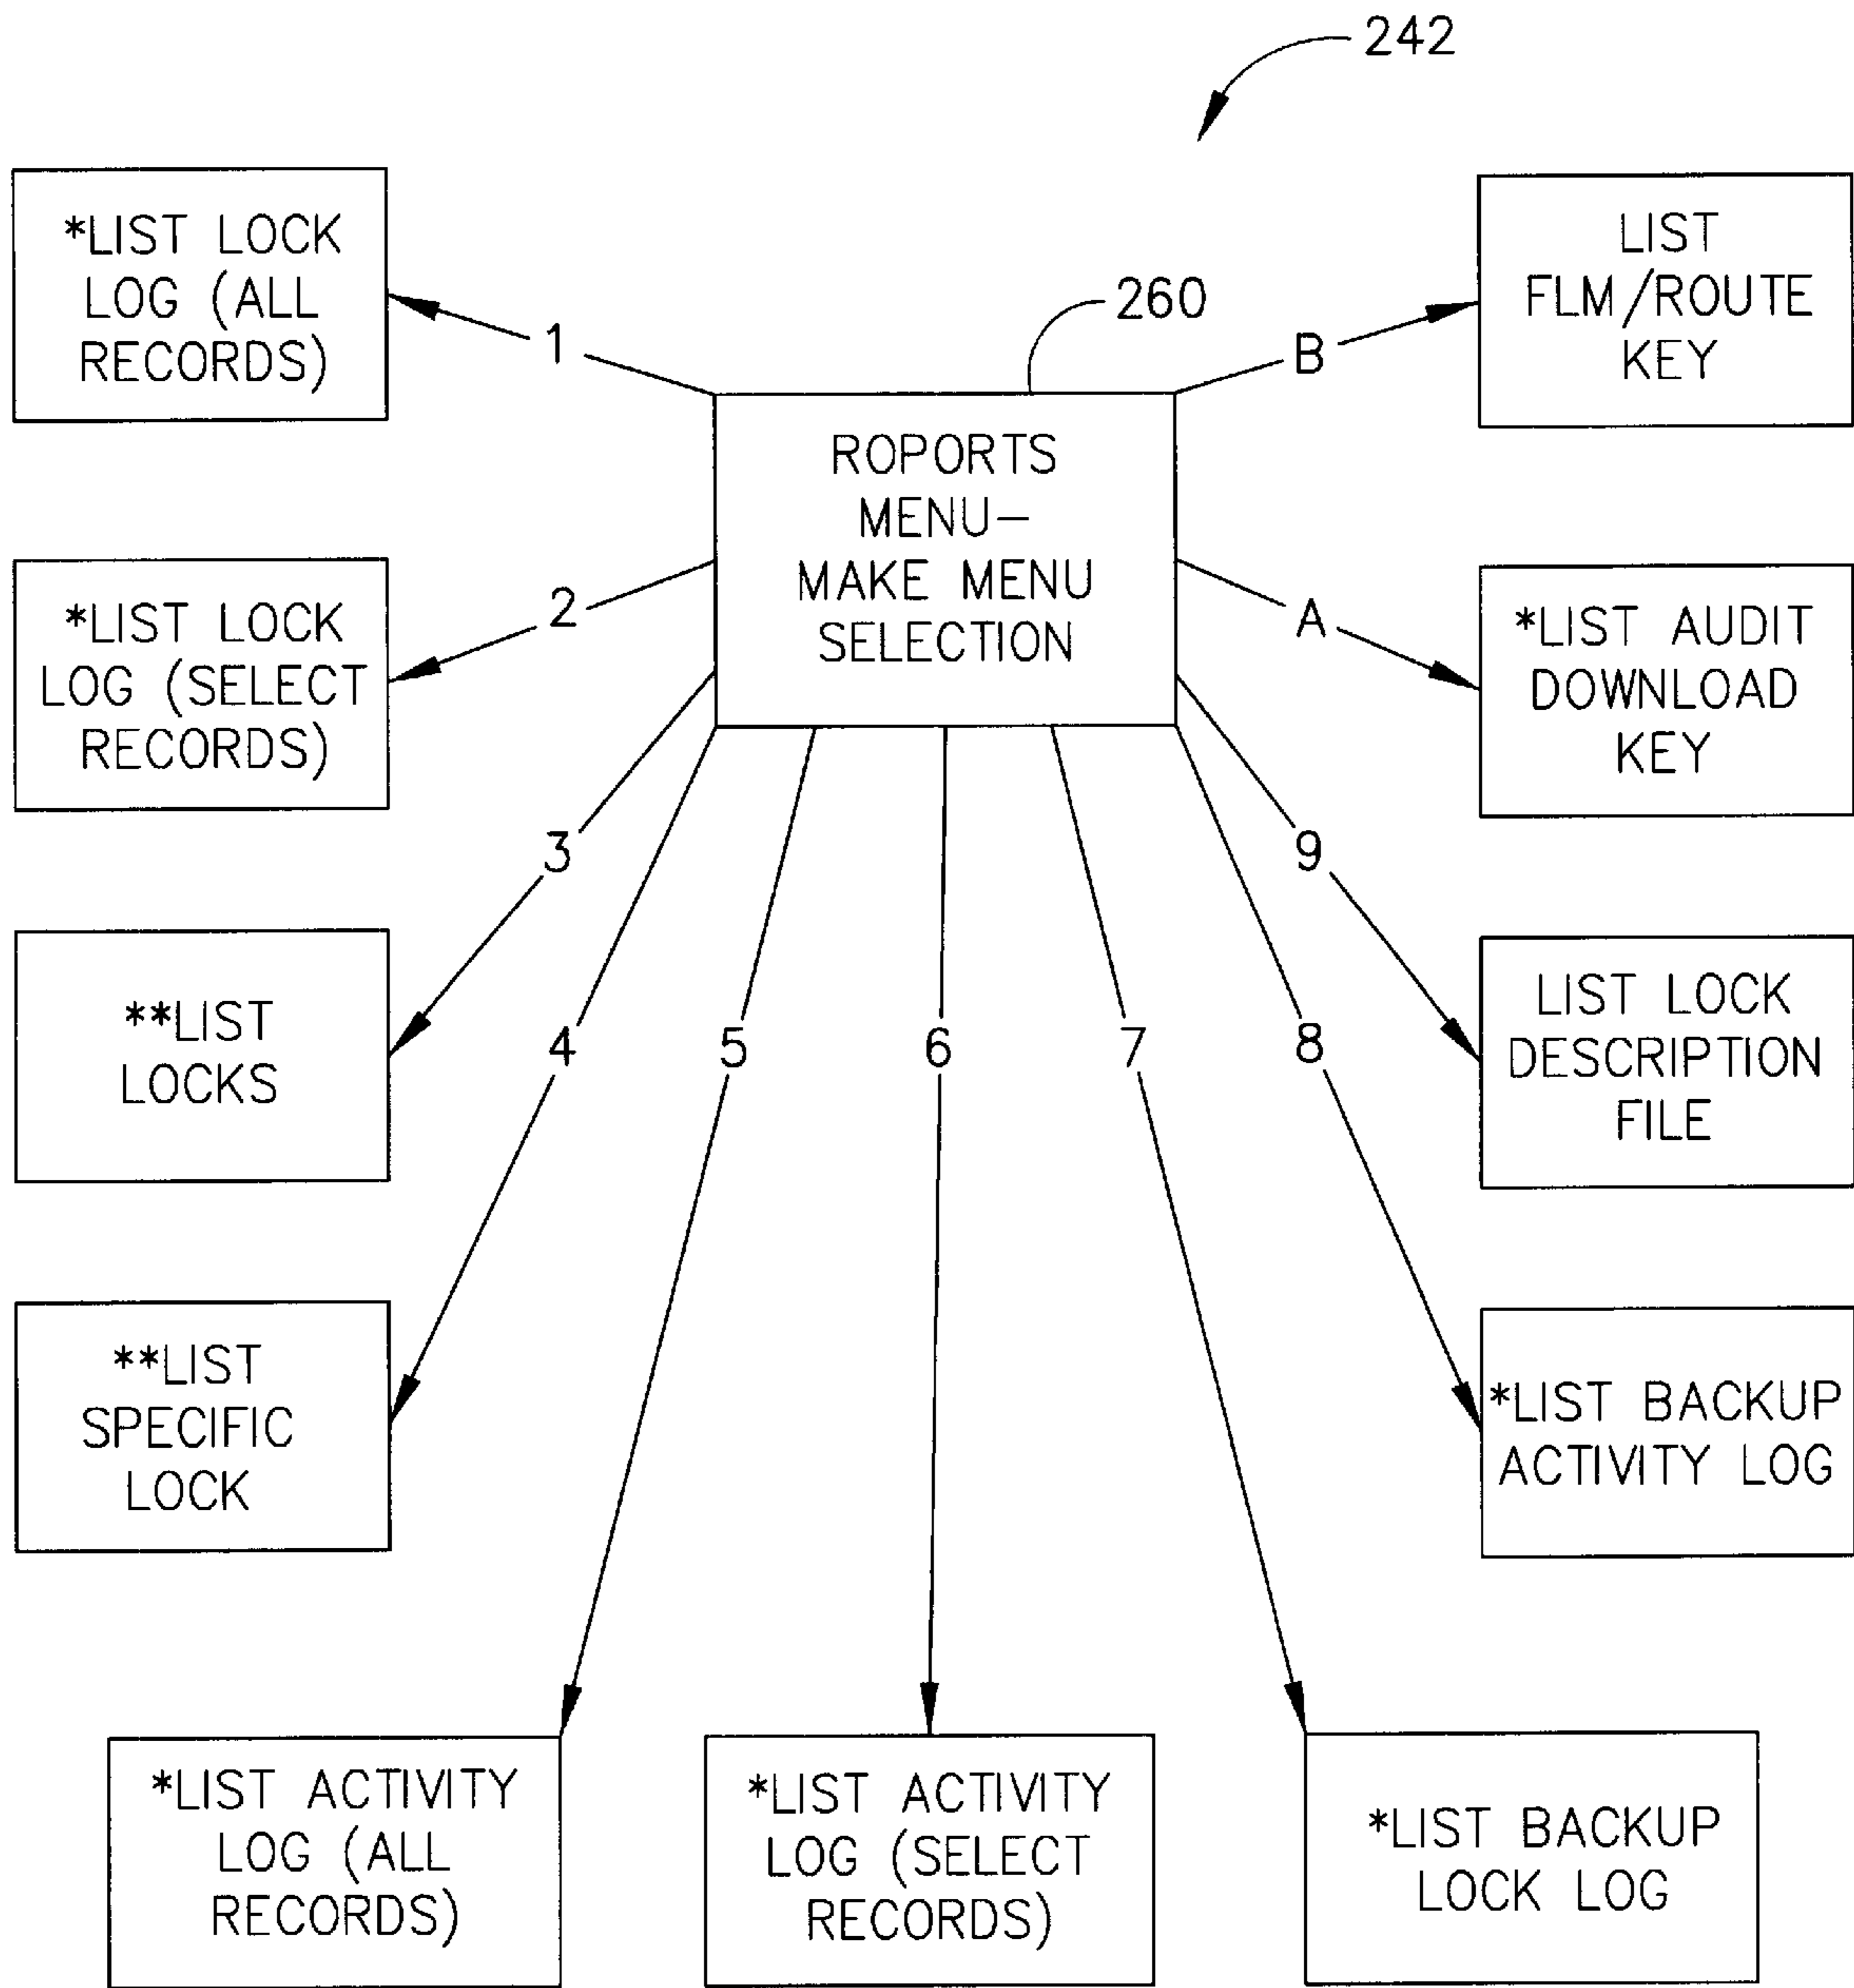 242
*LIST LOCK
LOG (ALL
RECORDS)
1
260
B
LIST
FLM/ROUTE
KEY
ROPORTS
MENU–
MAKE MENU
SELECTION
*LIST LOCK
LOG (SELECT
RECORDS)
2
A
*LIST AUDIT
DOWNLOAD
KEY
3
9
**LIST
LOCKS
4
5
6
7
8
LIST LOCK
DESCRIPTION
FILE
**LIST
SPECIFIC
LOCK
*LIST BACKUP
ACTIVITY LOG
*LIST ACTIVITY
LOG (ALL
RECORDS)
*LIST ACTIVITY
LOG (SELECT
RECORDS)
*LIST BACKUP
LOCK LOG